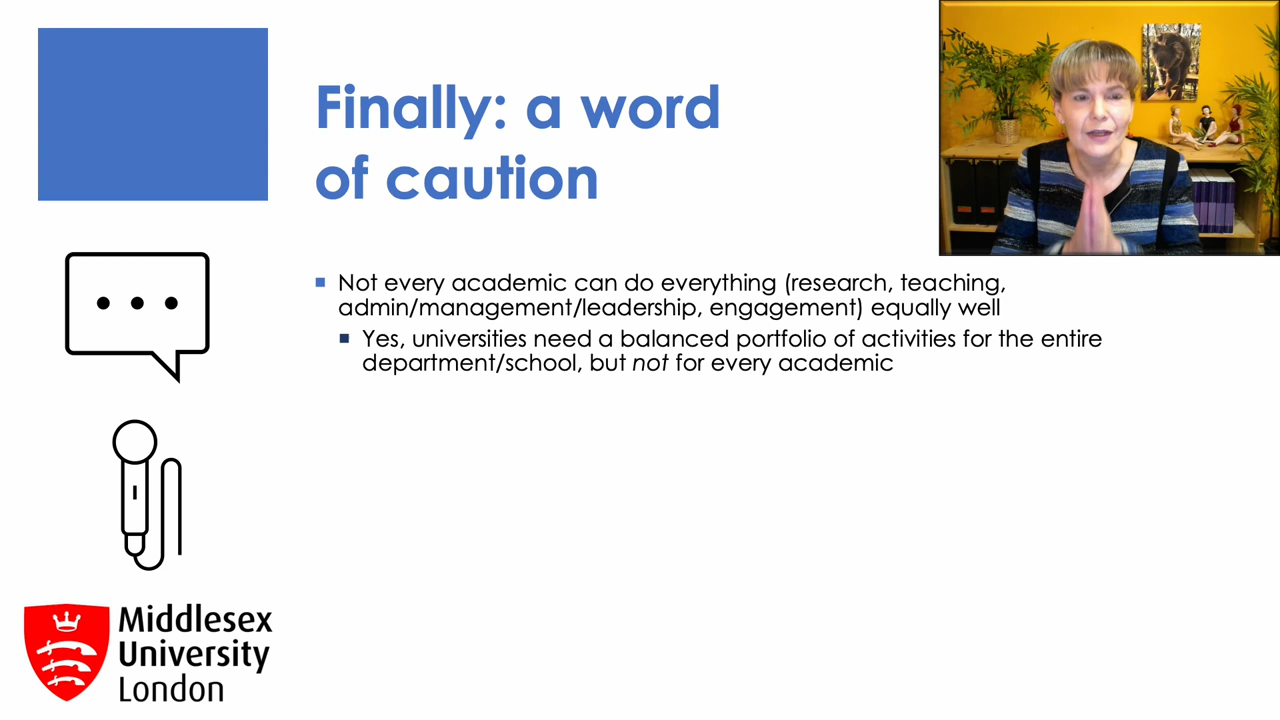 Finally: a word
of caution
Not every academic can do everything (research, teaching,
admin/management/leadership, engagement) equally well
Yes, universities need a balanced portfolio of activities for the entire
department/school, but not for every academic
Middlesex
University
London